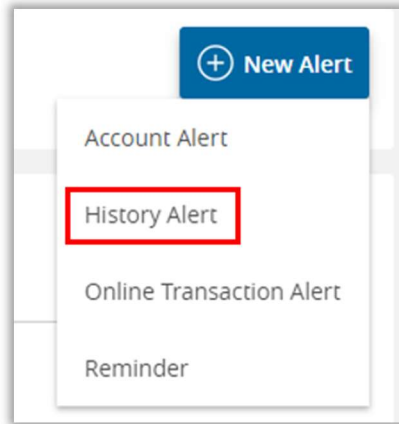 New Alert
Account Alert
History Alert
Online Transaction Alert
Reminder